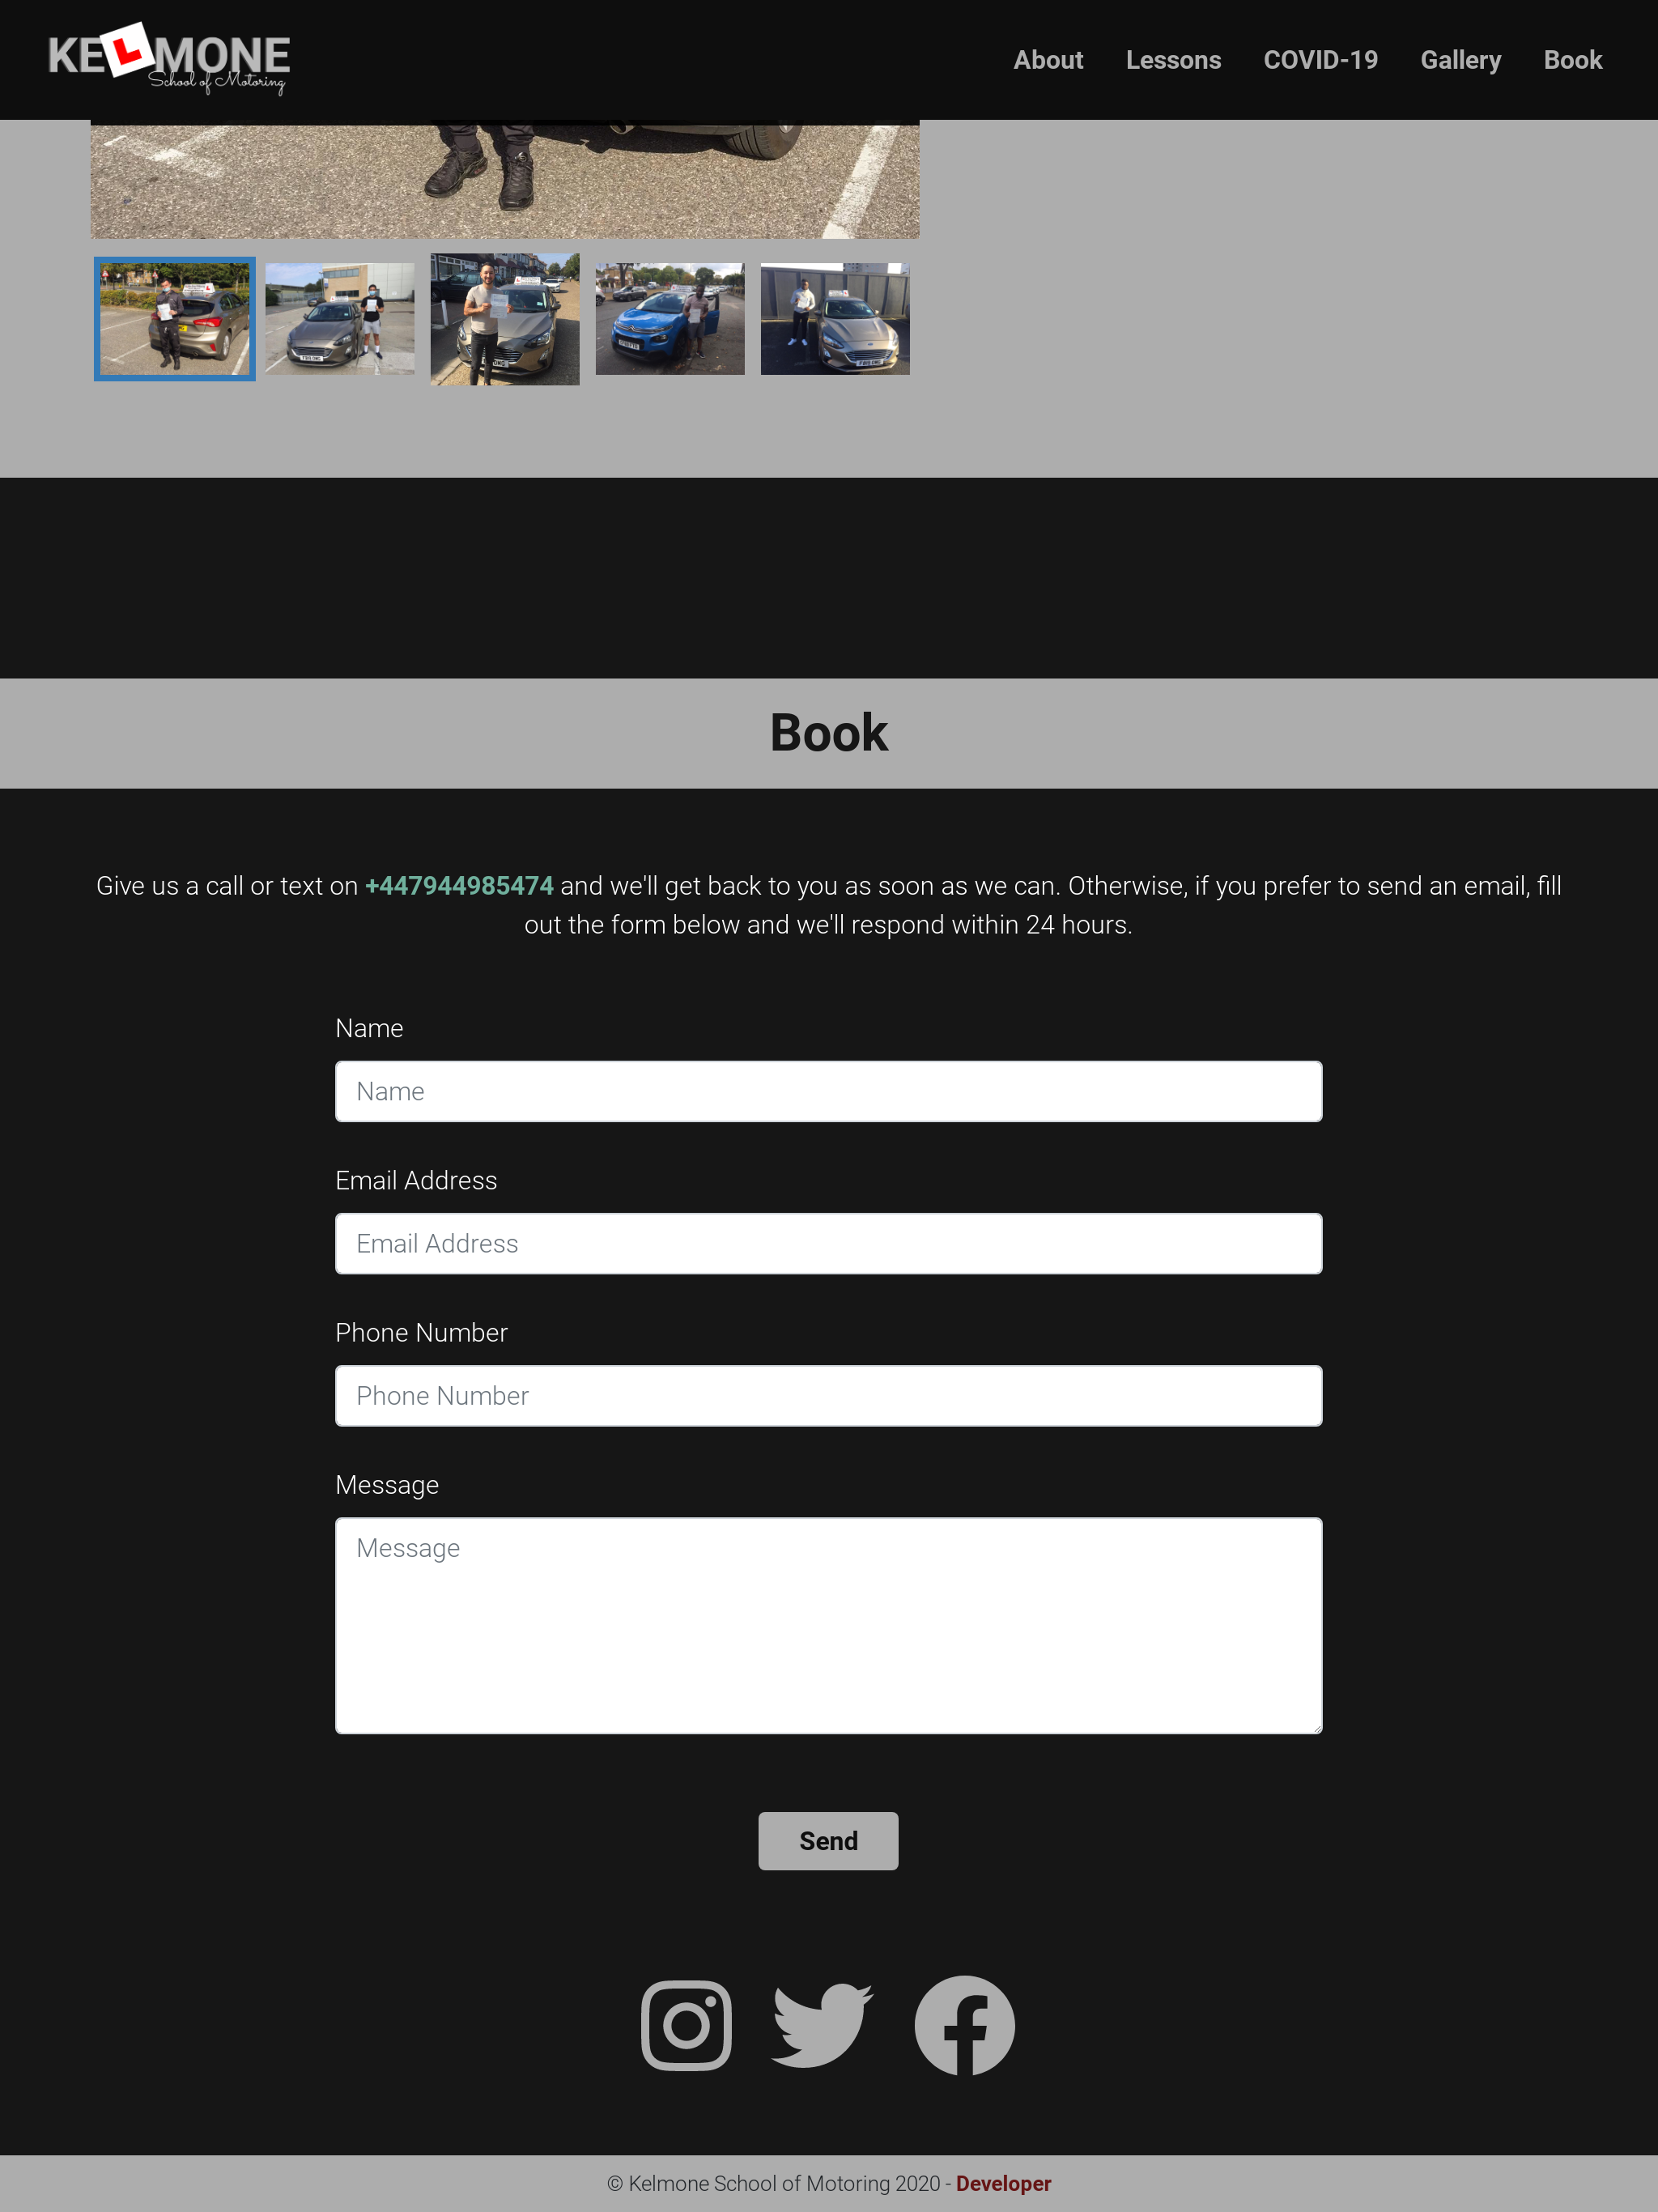 KELMONE
School of Motoring
About Lessons COVID-19 Gallery Book
Book
Give us a call or text on +447944985474 and we'll get back to you as soon as we can. Otherwise, if you prefer to send an email, fill
out the form below and we'll respond within 24 hours.
Name
Name
Email Address
Email Address
Phone Number
Phone Number
Message
Message
Send
© Kelmone School of Motoring 2020 - Developer